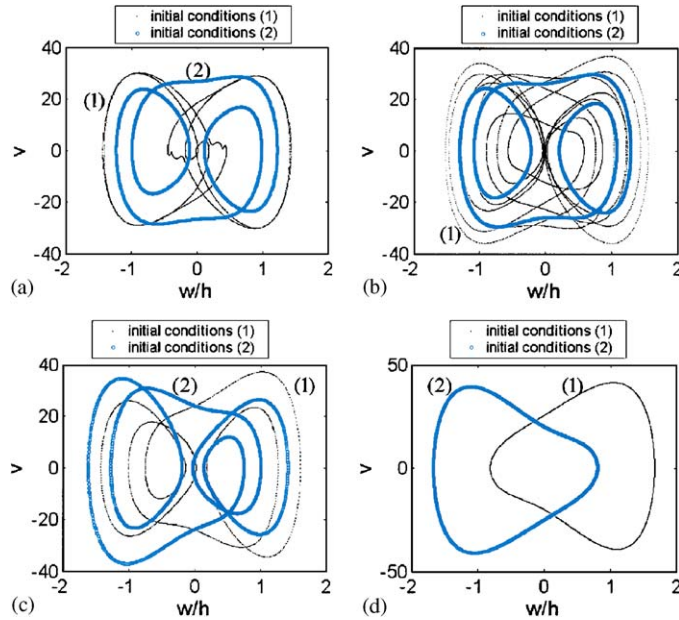 initial conditions (1)
initial conditions (2)
initial conditions (1)
initial conditions (2)
40
20
0
-20
-40
v
(1)
(2)
-2
-1
0
1
2
(a)
w/h
40
20
0
-20
-40
v
(1)
-2
-1
0
1
2
(b)
w/h
initial conditions (1)
initial conditions (2)
initial conditions (1)
initial conditions (2)
40
20
0
-20
-40
v
(2)
(1)
-2
-1
0
1
2
(c)
w/h
50
0
-50
v
(2)
(1)
-2
-1
0
1
2
(d)
w/h